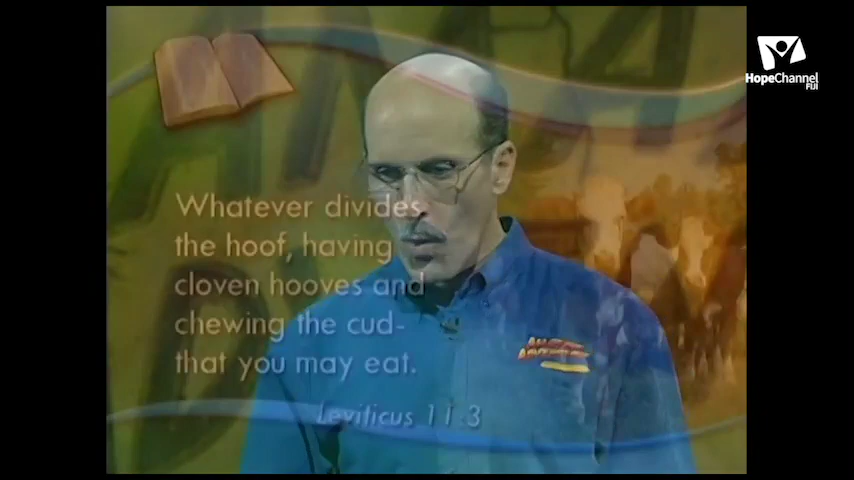 HopeChannel
FIJI
Whatever divides
the hoof, having
cloven hooves and
chewing the cud-
that you may eat.
Leviticus 11:3